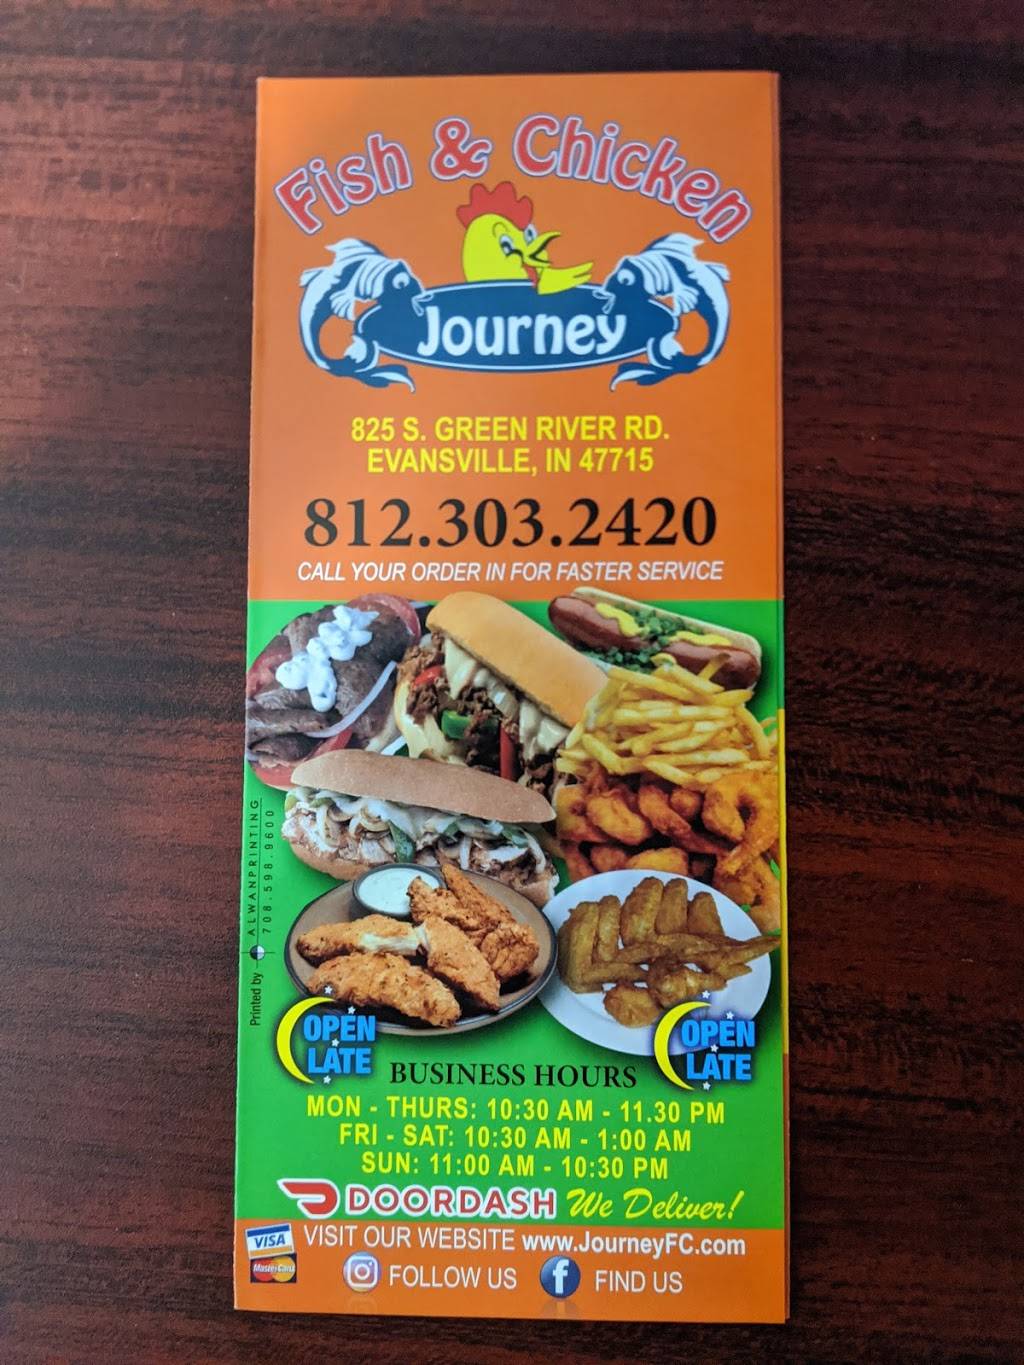 Fish & Chicken
Journey
825 S. GREEN RIVER RD.
EVANSVILLE, IN 47715
812.303.2420
CALL YOUR ORDER IN FOR FASTER SERVICE
Printed by ALWANPRINTING
708.598.9600
OPEN
LATE
OPEN
LATE
BUSINESS HOURS
MON - THURS: 10:30 AM - 11.30 PM
FRI - SAT: 10:30 AM - 1:00 AM
SUN: 11:00 AM - 10:30 PM
DOORDASH We Deliver!
VISA
MasterCard
VISIT OUR WEBSITE www.JourneyFC.com
FOLLOW US
FIND US